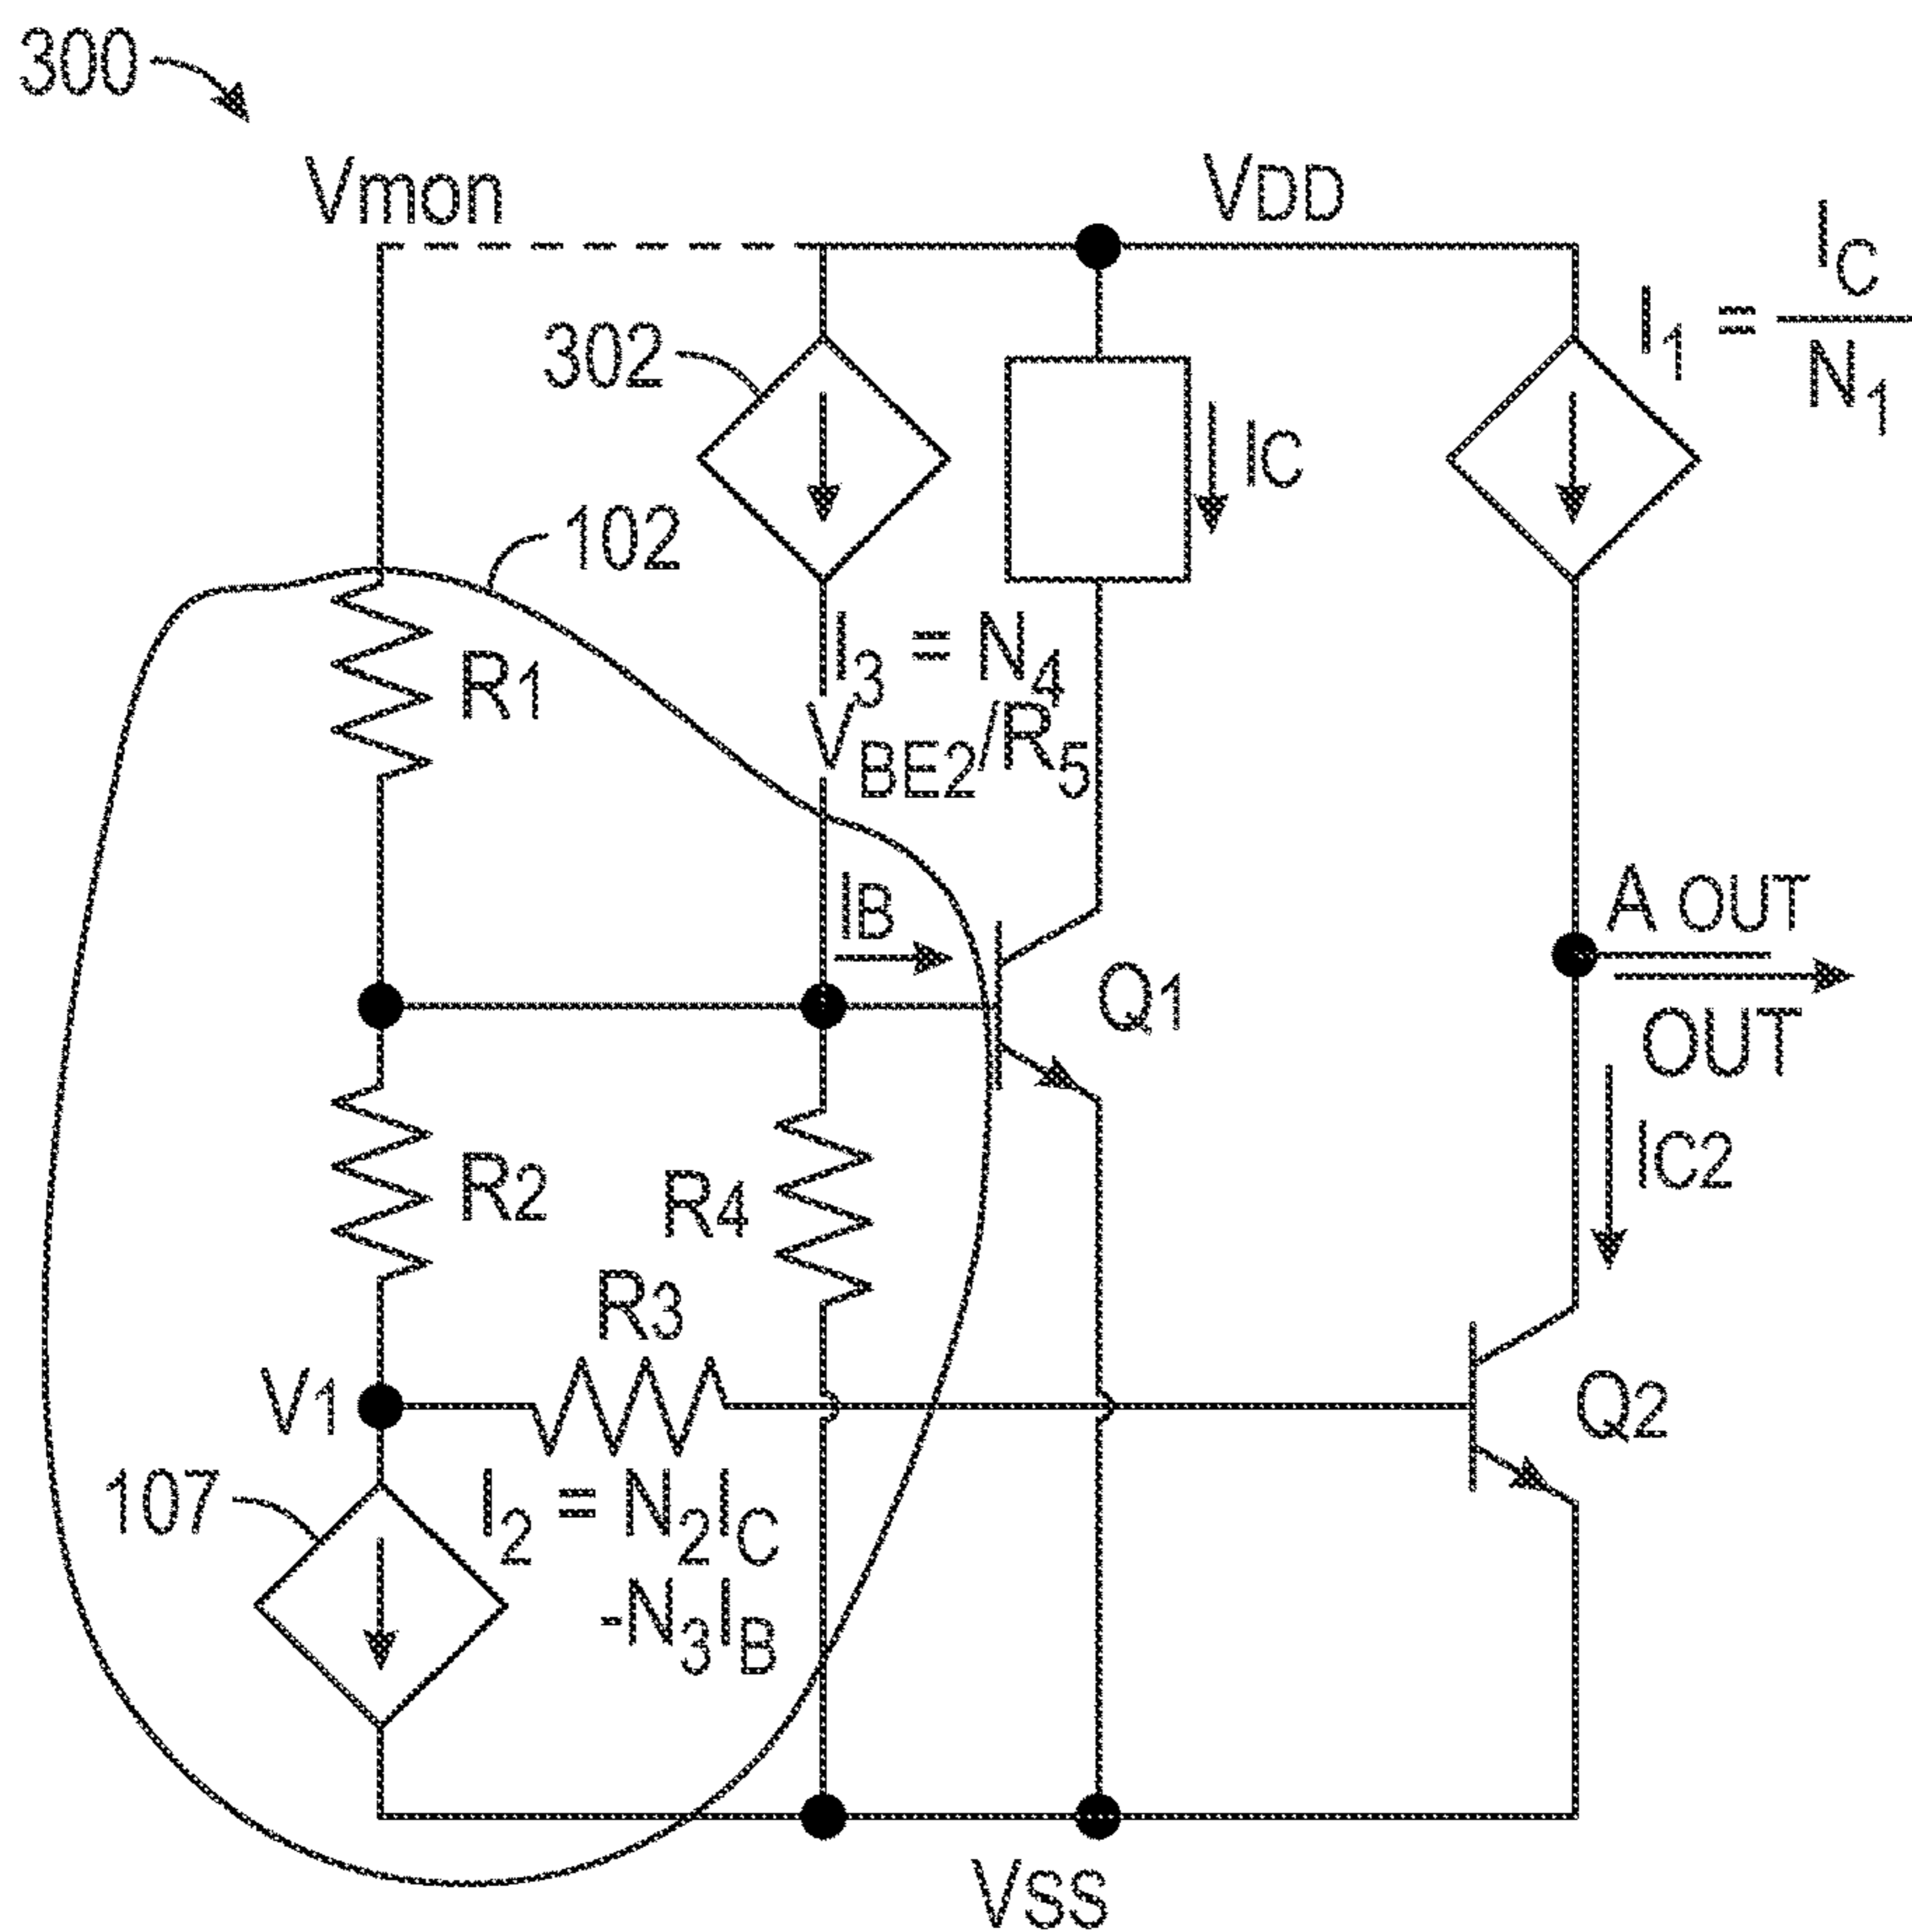 300
Vmon
VDD
I1 = IC
N1
302
IC
102
R1
I3 = N4
VBE2/R5
IB
A OUT
Q1
OUT
R2
R4
IC2
R3
V1
Q2
107
I2 = N2IC
-N3IB
VSS